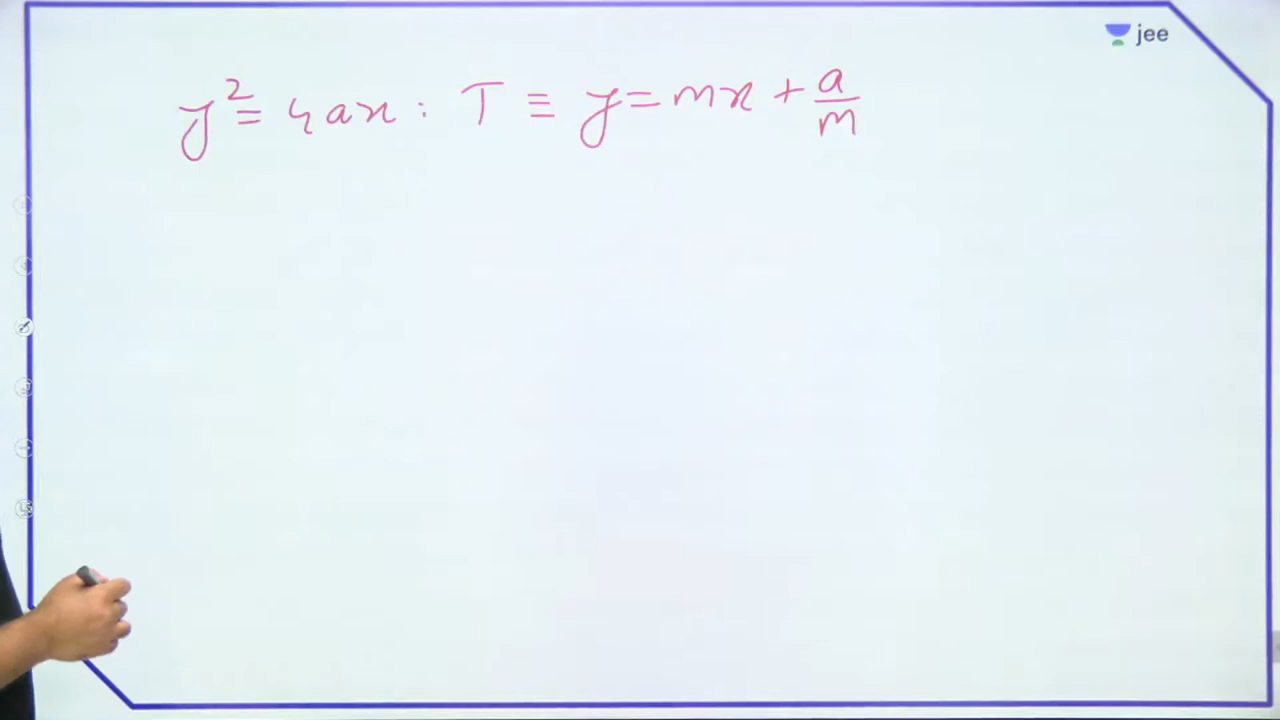 jee
y² = 4ax : T ≡ y = mx + a/m